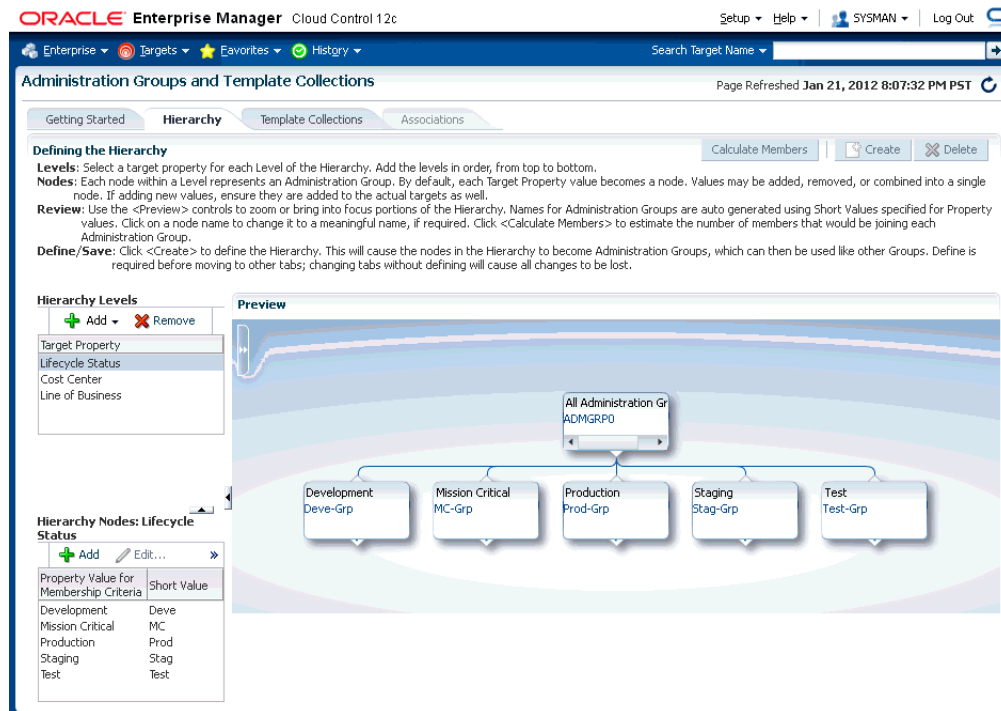 ORACLE Enterprise Manager Cloud Control 12c
Setup Help SYSMAN Log Out
Enterprise Targets Favorites History Search Target Name
Administration Groups and Template Collections
Page Refreshed Jan 21, 2012 8:07:32 PM PST
Getting Started Hierarchy Template Collections Associations
Defining the Hierarchy
Calculate Members Create Delete
Levels: Select a target property for each Level of the Hierarchy. Add the levels in order, from top to bottom.
Nodes: Each node within a Level represents an Administration Group. By default, each Target Property value becomes a node. Values may be added, removed, or combined into a single
node. If adding new values, ensure they are added to the actual targets as well.
Review: Use the <Preview> controls to zoom or bring into focus portions of the Hierarchy. Names for Administration Groups are auto generated using Short Values specified for Property
values. Click on a node name to change it to a meaningful name, if required. Click <Calculate Members> to estimate the number of members that would be joining each
Administration Group.
Define/Save: Click <Create> to define the Hierarchy. This will cause the nodes in the Hierarchy to become Administration Groups, which can then be used like other Groups. Define is
required before moving to other tabs; changing tabs without defining will cause all changes to be lost.
Hierarchy Levels
Add Remove
Target Property
Lifecycle Status
Cost Center
Line of Business
Hierarchy Nodes: Lifecycle
Status
Add Edit... »
Property Value for
Membership Criteria Short Value
Development Deve
Mission Critical MC
Production Prod
Staging Stag
Test Test
Preview
All Administration Gr
ADMGRP0
Development
Deve-Grp
Mission Critical
MC-Grp
Production
Prod-Grp
Staging
Stag-Grp
Test
Test-Grp